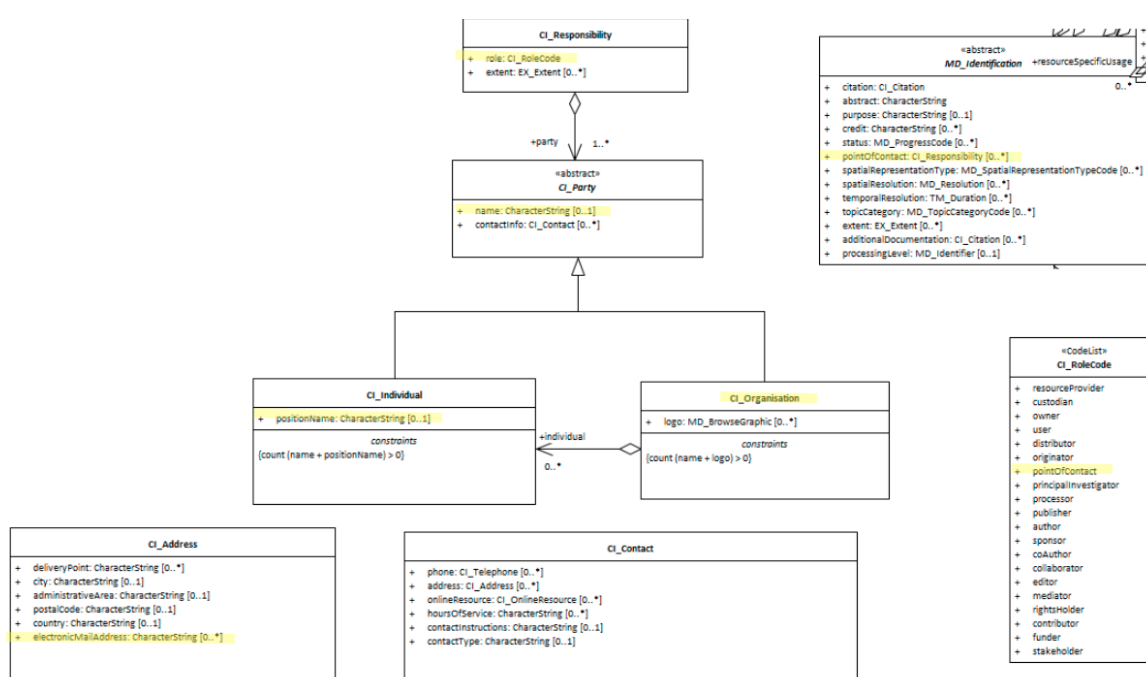 CI_Responsibility
+ role: CI_RoleCode
+ extent: EX_Extent [0..*]
+party
1..*
«abstract»
CI_Party
+ name: CharacterString [0..1]
+ contactInfo: CI_Contact [0..*]
«abstract»
MD_Identification
+resourceSpecificUsage
0..*
+ citation: CI_Citation
+ abstract: CharacterString
+ purpose: CharacterString [0..1]
+ credit: CharacterString [0..*]
+ status: MD_ProgressCode [0..*]
+ pointOfContact: CI_Responsibility [0..*]
+ spatialRepresentationType: MD_SpatialRepresentationTypeCode [0..*]
+ spatialResolution: MD_Resolution [0..*]
+ temporalResolution: TM_Duration [0..*]
+ topicCategory: MD_TopicCategoryCode [0..*]
+ extent: EX_Extent [0..*]
+ additionalDocumentation: CI_Citation [0..*]
+ processingLevel: MD_Identifier [0..1]
CI_Individual
+ positionName: CharacterString [0..1]
constraints
{count (name + positionName) > 0}
+individual
0..*
CI_Organisation
+ logo: MD_BrowseGraphic [0..*]
constraints
{count (name + logo) > 0}
«CodeList»
CI_RoleCode
+ resourceProvider
+ custodian
+ owner
+ user
+ distributor
+ originator
+ pointOfContact
+ principalInvestigator
+ processor
+ publisher
+ author
+ sponsor
+ coAuthor
+ collaborator
+ editor
+ mediator
+ rightsHolder
+ contributor
+ funder
+ stakeholder
CI_Address
+ deliveryPoint: CharacterString [0..*]
+ city: CharacterString [0..1]
+ administrativeArea: CharacterString [0..1]
+ postalCode: CharacterString [0..1]
+ country: CharacterString [0..1]
+ electronicMailAddress: CharacterString [0..*]
CI_Contact
+ phone: CI_Telephone [0..*]
+ address: CI_Address [0..*]
+ onlineResource: CI_OnlineResource [0..*]
+ hoursOfService: CharacterString [0..*]
+ contactInstructions: CharacterString [0..1]
+ contactType: CharacterString [0..1]